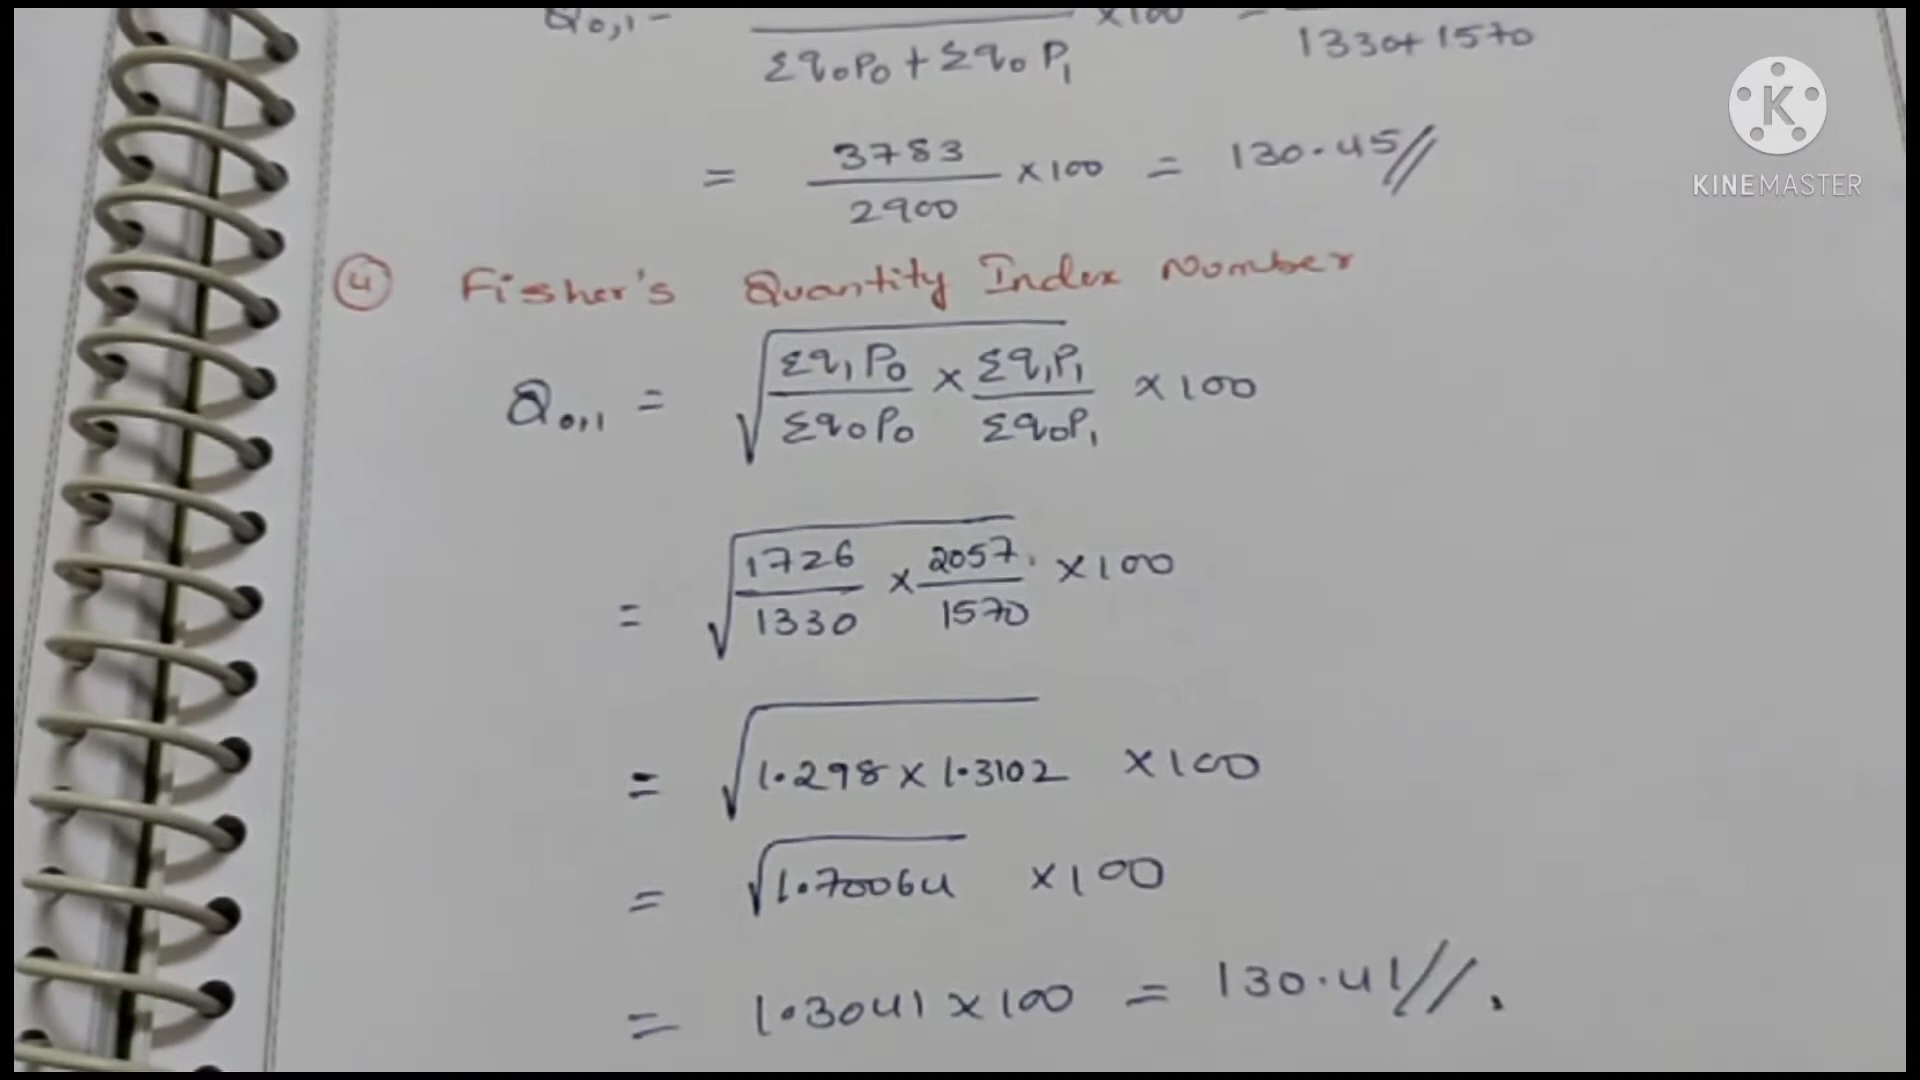 Q₀,₁ = ――― ×100 =
Σq₀P₀ + Σq₀P₁ 1330+1570
= 3783/2900 ×100 = 130.45//
KINEMASTER
④ Fisher's Quantity Index Number
Q₀,₁ = √(Σq₁P₀/Σq₀P₀ × Σq₁P₁/Σq₀P₁) ×100
= √(1726/1330 × 2057/1570) ×100
= √(1.298 × 1.3102) ×100
= √1.70064 ×100
= 1.3041 ×100 = 130.41//.